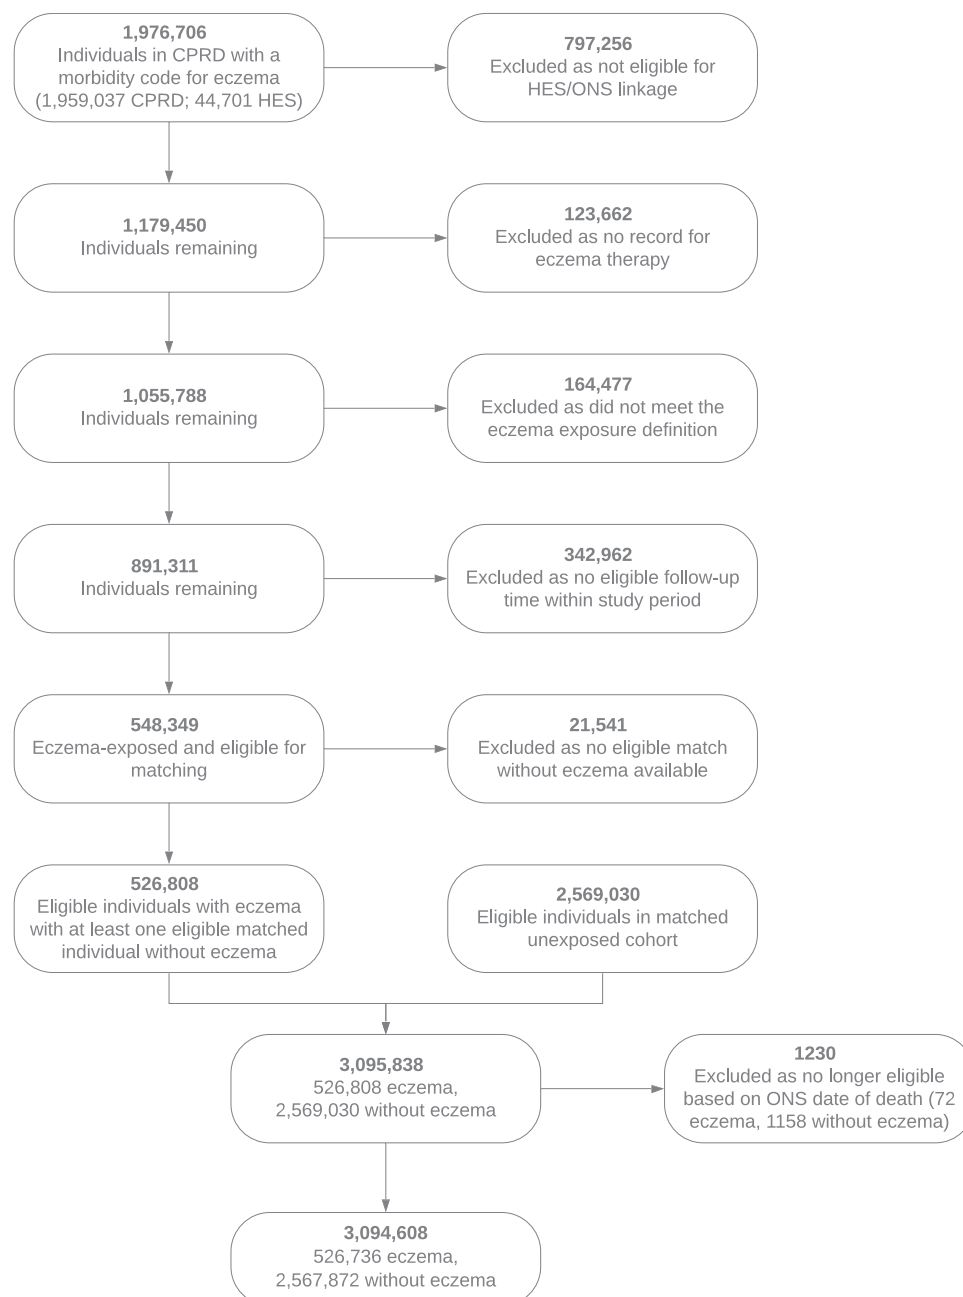 1,976,706
Individuals in CPRD with a
morbidity code for eczema
(1,959,037 CPRD; 44,701 HES)
797,256
Excluded as not eligible for
HES/ONS linkage
1,179,450
Individuals remaining
123,662
Excluded as no record for
eczema therapy
1,055,788
Individuals remaining
164,477
Excluded as did not meet the
eczema exposure definition
891,311
Individuals remaining
342,962
Excluded as no eligible follow-up
time within study period
548,349
Eczema-exposed and eligible for
matching
21,541
Excluded as no eligible match
without eczema available
526,808
Eligible individuals with eczema
with at least one eligible matched
individual without eczema
2,569,030
Eligible individuals in matched
unexposed cohort
3,095,838
526,808 eczema,
2,569,030 without eczema
1230
Excluded as no longer eligible
based on ONS date of death (72
eczema, 1158 without eczema)
3,094,608
526,736 eczema,
2,567,872 without eczema